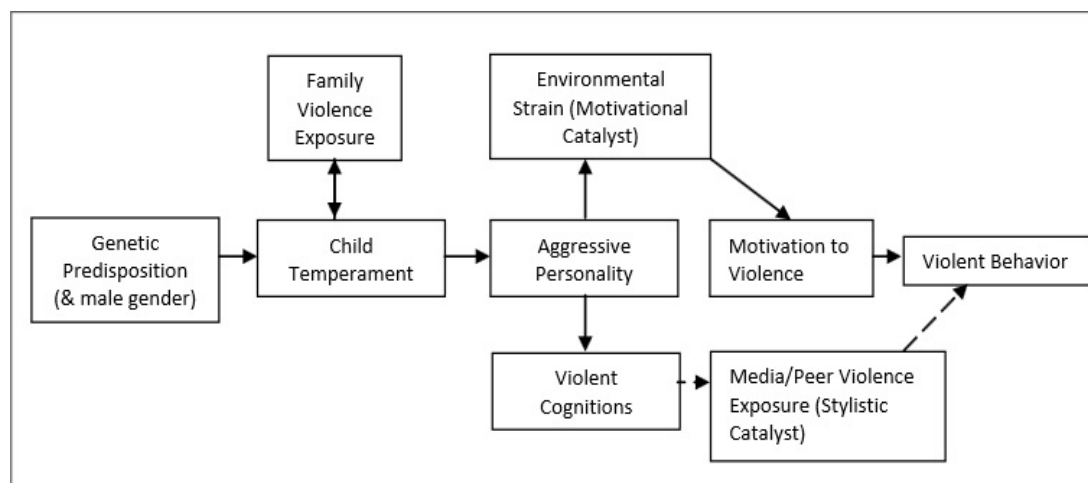 Family
Violence
Exposure
Environmental
Strain (Motivational
Catalyst)
Genetic
Predisposition
(& male gender)
Child
Temperament
Aggressive
Personality
Motivation to
Violence
Violent Behavior
Violent
Cognitions
Media/Peer Violence
Exposure (Stylistic
Catalyst)